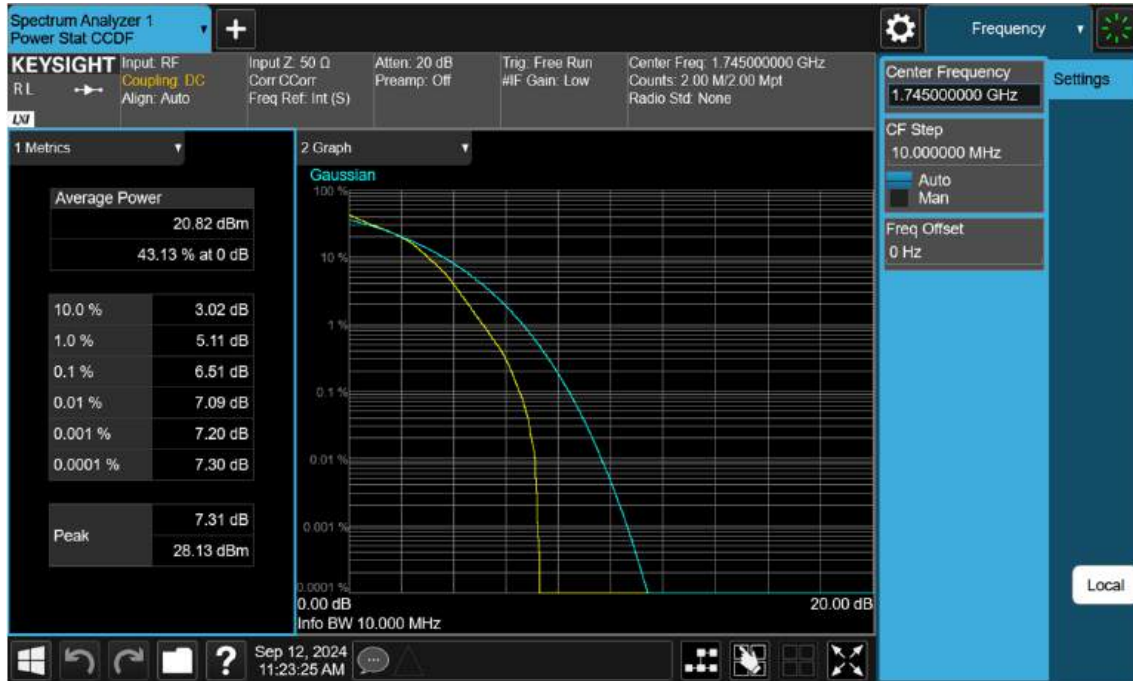 Spectrum Analyzer 1
Power Stat CCDF
+
Frequency
KEYSIGHT
RL
LXI
Input: RF
Coupling: DC
Align: Auto
Input Z: 50 Ω
Corr CCorr
Freq Ref: Int (S)
Atten: 20 dB
Preamp: Off
Trig: Free Run
#IF Gain: Low
Center Freq: 1.745000000 GHz
Counts: 2.00 M/2.00 Mpt
Radio Std: None
Center Frequency
1.745000000 GHz
Settings
CF Step
10.000000 MHz
Auto
Man
Freq Offset
0 Hz
1 Metrics
Average Power
20.82 dBm
43.13 % at 0 dB
10.0 % 3.02 dB
1.0 % 5.11 dB
0.1 % 6.51 dB
0.01 % 7.09 dB
0.001 % 7.20 dB
0.0001 % 7.30 dB
Peak
7.31 dB
28.13 dBm
2 Graph
Gaussian
100 %
10 %
1 %
0.1 %
0.01 %
0.001 %
0.0001 %
0.00 dB 20.00 dB
Info BW 10.000 MHz
Local
?
Sep 12, 2024
11:23:25 AM